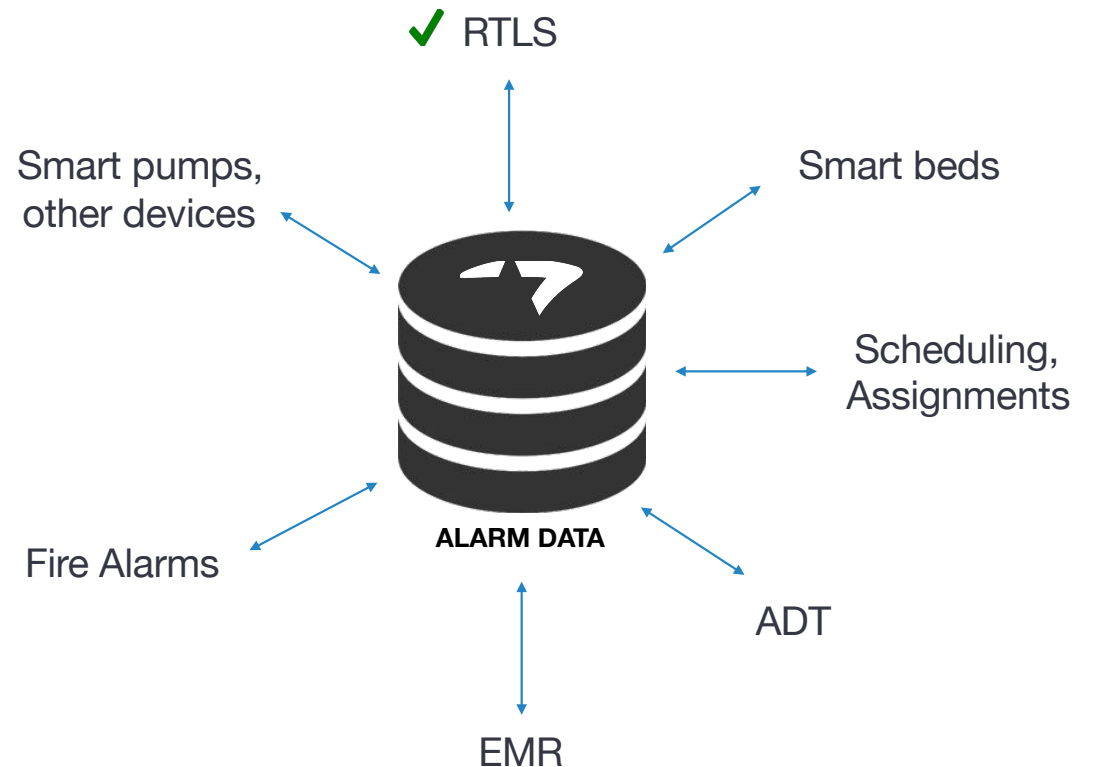 RTLS
Smart pumps,
other devices
Smart beds
Scheduling,
Assignments
ALARM DATA
Fire Alarms
ADT
EMR